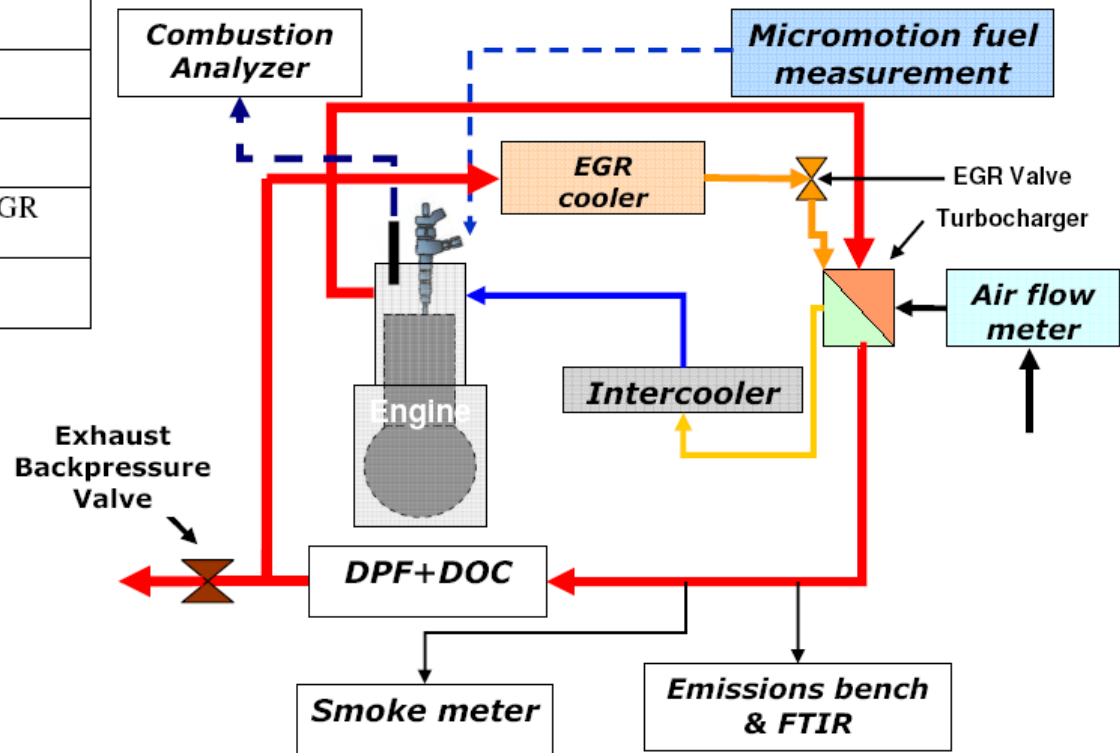 Combustion
Analyzer
Micromotion fuel
measurement
GR
EGR
cooler
EGR Valve
Turbocharger
Air flow
meter
Intercooler
Engine
Exhaust
Backpressure
Valve
DPF+DOC
Smoke meter
Emissions bench
& FTIR